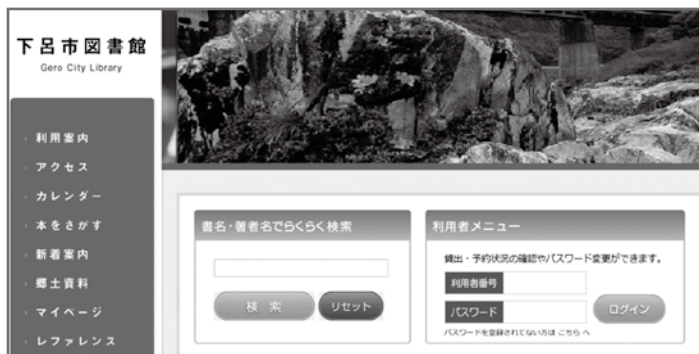 下呂市図書館
Gero City Library
利用案内
アクセス
カレンダー
本をさがす
新着案内
郷土資料
マイページ
レファレンス
書名・著者名でらくらく検索
検 索
リセット
利用者メニュー
貸出・予約状況の確認やパスワード変更ができます。
利用者番号
パスワード
ログイン
パスワードを登録されてない方は こちら へ